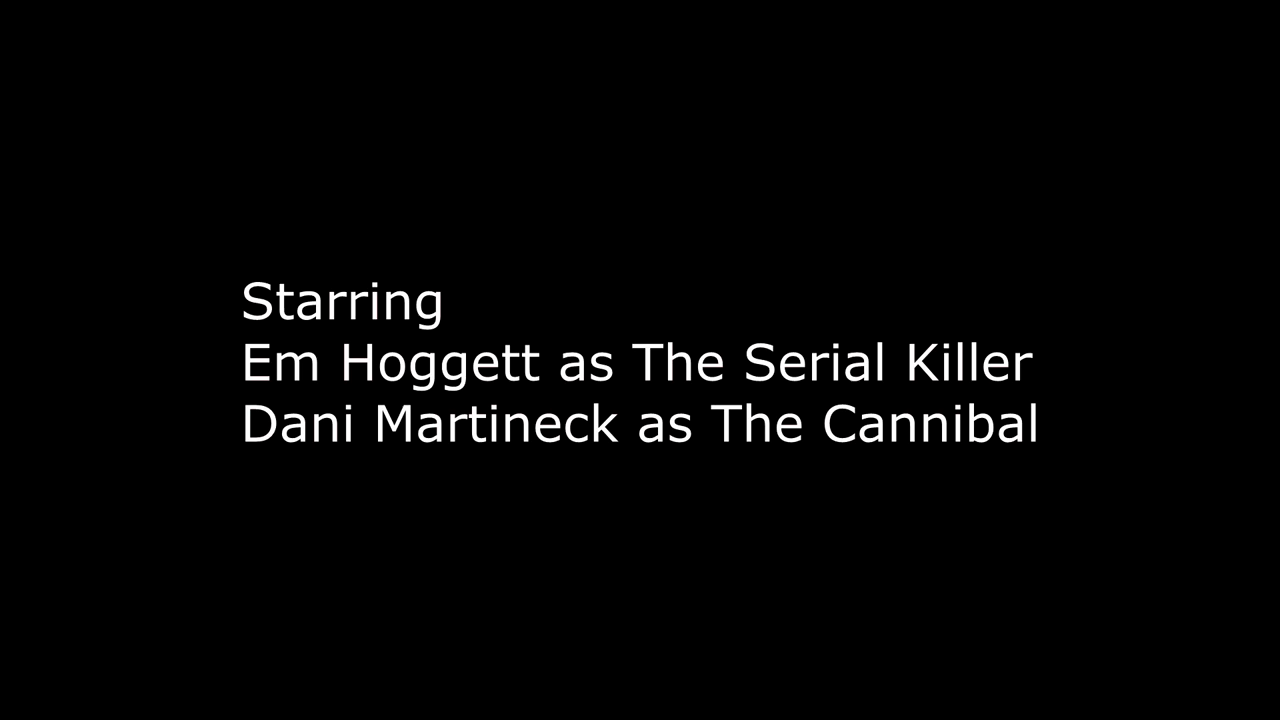 Starring
Em Hoggett as The Serial Killer
Dani Martineck as The Cannibal